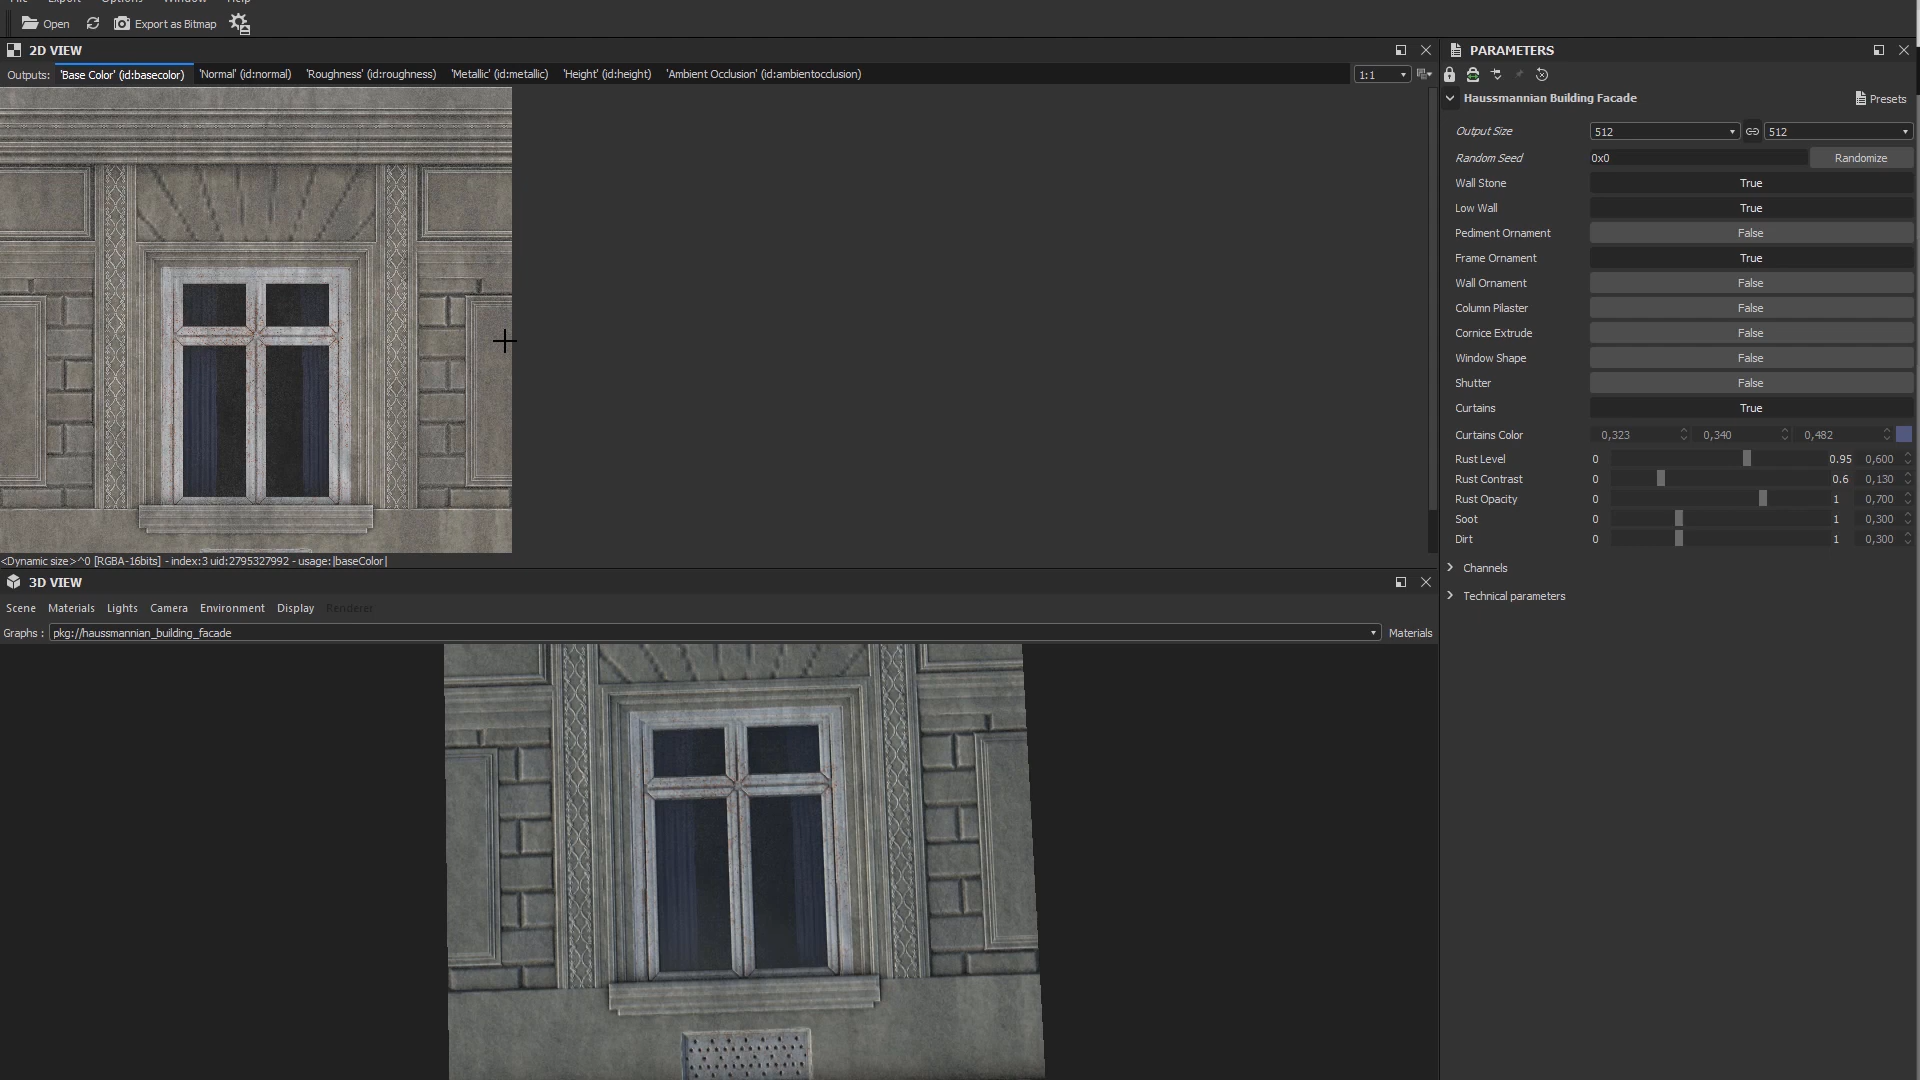 File Export Options Window Help
Open Export as Bitmap
2D VIEW
Outputs: 'Base Color' (id:basecolor) 'Normal' (id:normal) 'Roughness' (id:roughness) 'Metallic' (id:metallic) 'Height' (id:height) 'Ambient Occlusion' (id:ambientocclusion) 1:1
<Dynamic size>^0 [RGBA-16bits] - index:3 uid:2795327992 - usage:|baseColor|
3D VIEW
Scene Materials Lights Camera Environment Display Renderer
Graphs : pkg://haussmannian_building_facade Materials
PARAMETERS
Haussmannian Building Facade Presets
Output Size 512 512
Random Seed 0x0 Randomize
Wall Stone True
Low Wall True
Pediment Ornament False
Frame Ornament True
Wall Ornament False
Column Pilaster False
Cornice Extrude False
Window Shape False
Shutter False
Curtains True
Curtains Color 0,323 0,340 0,482
Rust Level 0 0.95 0,600
Rust Contrast 0 0.6 0,130
Rust Opacity 0 1 0,700
Soot 0 1 0,300
Dirt 0 1 0,300
Channels
Technical parameters